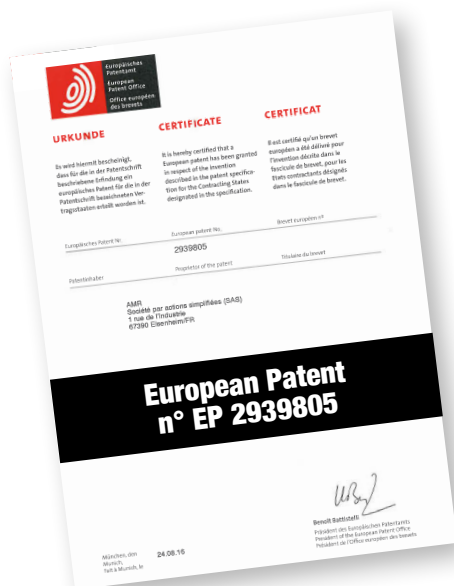 Europäisches
Patentamt
European
Patent Office
Office européen
des brevets
URKUNDE
Es wird hiermit bescheinigt,
dass für die in der Patentschrift
beschriebene Erfindung ein
europäisches Patent für die in der
Patentschrift bezeichneten Ver-
tragsstaaten erteilt worden ist.
CERTIFICATE
It is hereby certified that a
European patent has been granted
in respect of the invention
described in the patent specifica-
tion for the Contracting States
designated in the specification.
CERTIFICAT
Il est certifié qu'un brevet
européen a été délivré pour
l'invention décrite dans le
fascicule de brevet, pour les
Etats contractants désignés
dans le fascicule de brevet.
Europäisches Patent Nr.
European patent No.
Brevet européen n°
2939805
Patentinhaber
Proprietor of the patent
Titulaire du brevet
AMR
Société par actions simplifiées (SAS)
1 rue de l'Industrie
67390 Elsenheim/FR
European Patent
n° EP 2939805
Benoît Battistelli
Präsident des Europäischen Patentamts
President of the European Patent Office
Président de l'Office européen des brevets
München, den
Munich,
Fait à Munich, le
24.08.16